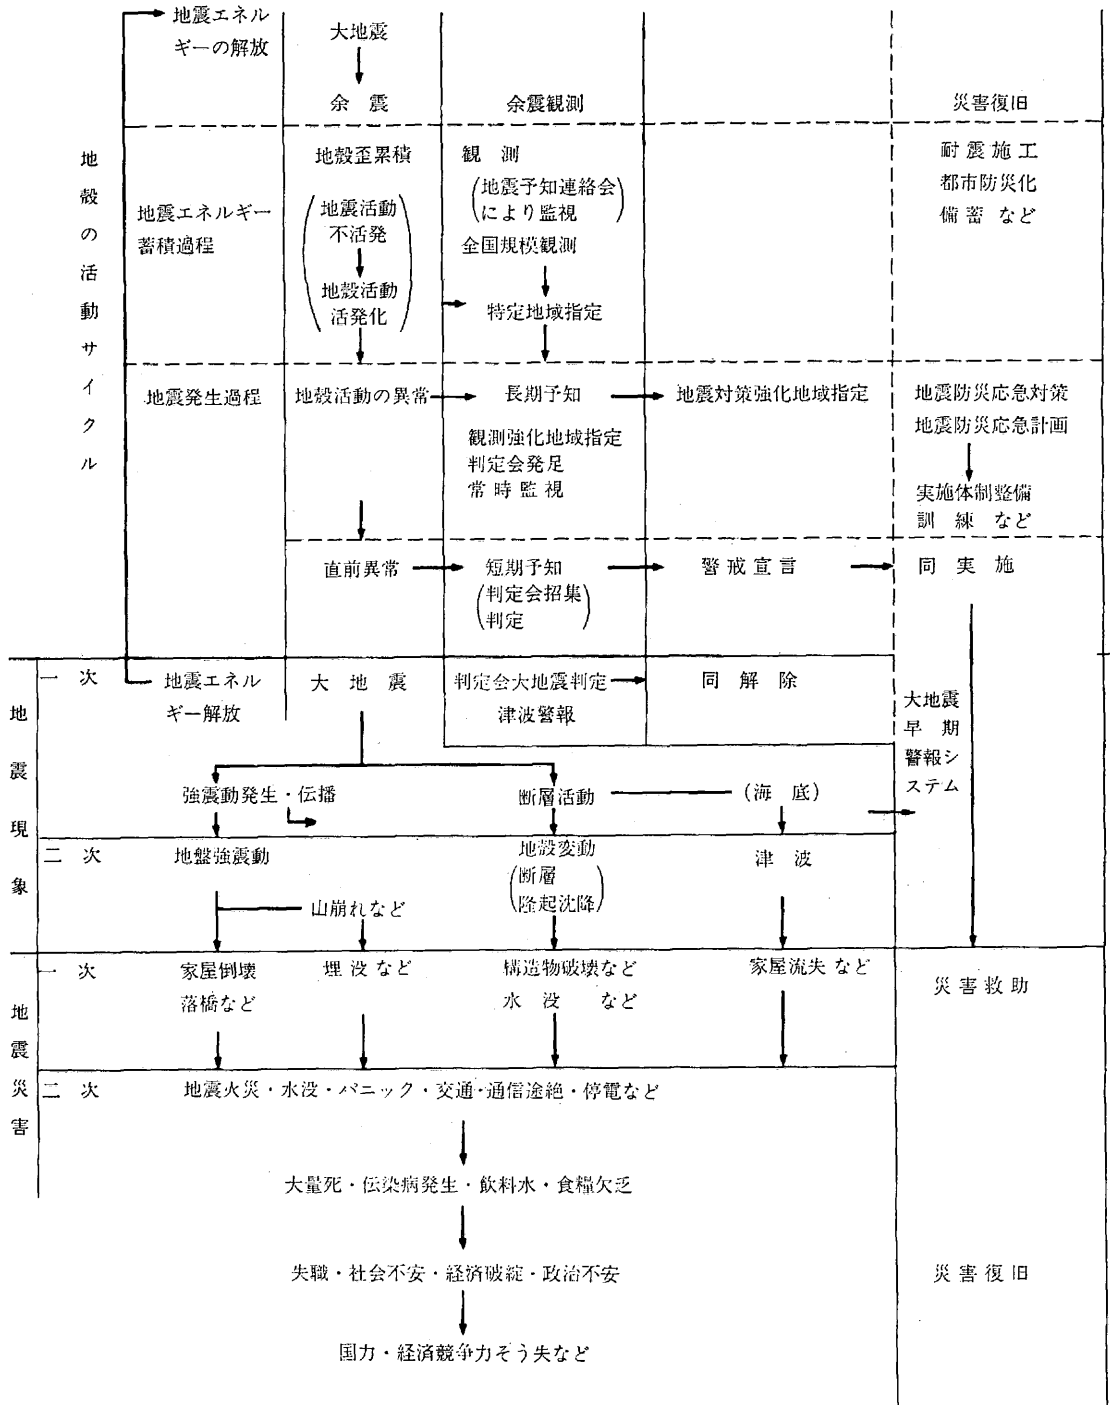 地震エネル
ギーの解放
大地震
余震
余震観測
災害復旧
地殻の活動サイクル
地震エネルギー
蓄積過程
地殻歪累積
(地震活動
不活発
地殻活動
活発化)
観測
(地震予知連絡会
により監視)
全国規模観測
特定地域指定
耐震施工
都市防災化
備蓄など
地震発生過程
地殻活動の異常
長期予知
観測強化地域指定
判定会発足
常時監視
地震対策強化地域指定
地震防災応急対策
地震防災応急計画
実施体制整備
訓練など
直前異常
短期予知
(判定会招集
判定)
警戒宣言
同実施
地震現象
一次
地震エネル
ギー解放
大地震
判定会大地震判定
津波警報
同解除
大地震
早期
警報シ
ステム
強震動発生・伝播
断層活動
(海底)
二次
地盤強震動
山崩れなど
地殻変動
(断層
隆起沈降)
津波
地震災害
一次
家屋倒壊
落橋など
埋没など
構造物破壊など
水没 など
家屋流失など
災害救助
二次
地震火災・水没・パニック・交通・通信途絶・停電など
大量死・伝染病発生・飲料水・食糧欠乏
失職・社会不安・経済破綻・政治不安
災害復旧
国力・経済競争力そう失など